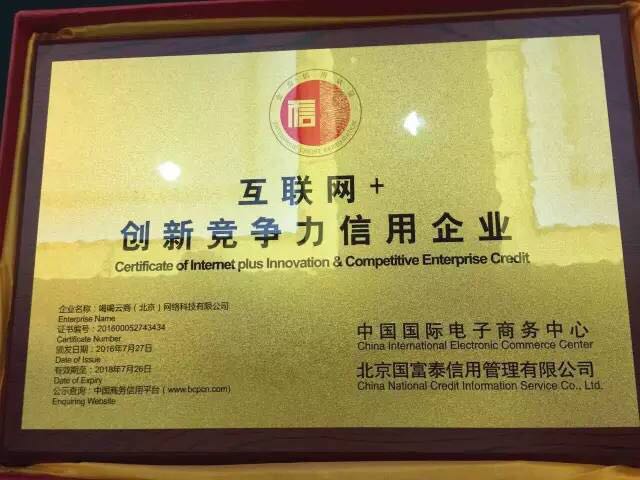 信
ENTERPRISE CREDIT
互联网+
创新竞争力信用企业
Certificate of Internet plus Innovation & Competitive Enterprise Credit
企业名称:喝喝云商(北京)网络科技有限公司
Enterprise Name
证书编号:201600052743434
Certificate Number
颁发日期:2016年7月27日
Date of Issue
有效期至:2018年7月26日
Date of Expiry
公示查询:中国商务信用平台(www.bcpcn.com)
Enquiring Website
中国国际电子商务中心
China International Electronic Commerce Center
北京国富泰信用管理有限公司
China National Credit Information Service Co., Ltd.